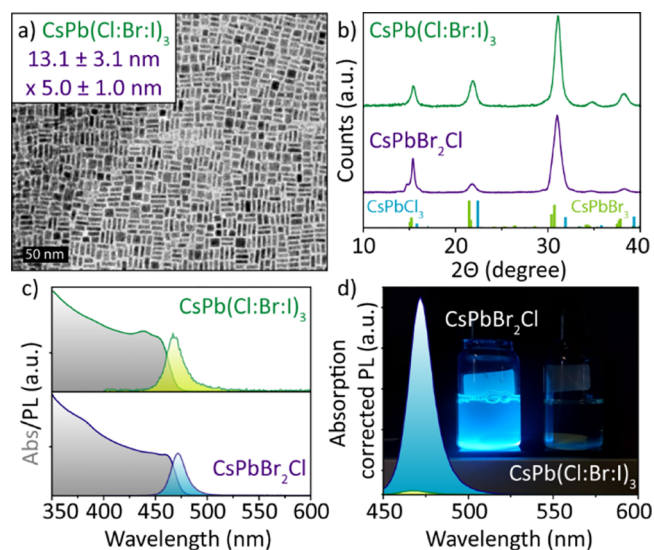 a) CsPb(Cl:Br:I)₃
13.1 ± 3.1 nm
x 5.0 ± 1.0 nm
50 nm
b)
CsPb(Cl:Br:I)₃
CsPbBr₂Cl
CsPbCl₃
CsPbBr₃
Counts (a.u.)
10 20 30 40
2Θ (degree)
c)
CsPb(Cl:Br:I)₃
CsPbBr₂Cl
Abs/PL (a.u.)
350 400 450 500 550 600
Wavelength (nm)
d)
CsPbBr₂Cl
CsPb(Cl:Br:I)₃
Absorption
corrected PL (a.u.)
450 500 550 600
Wavelength (nm)